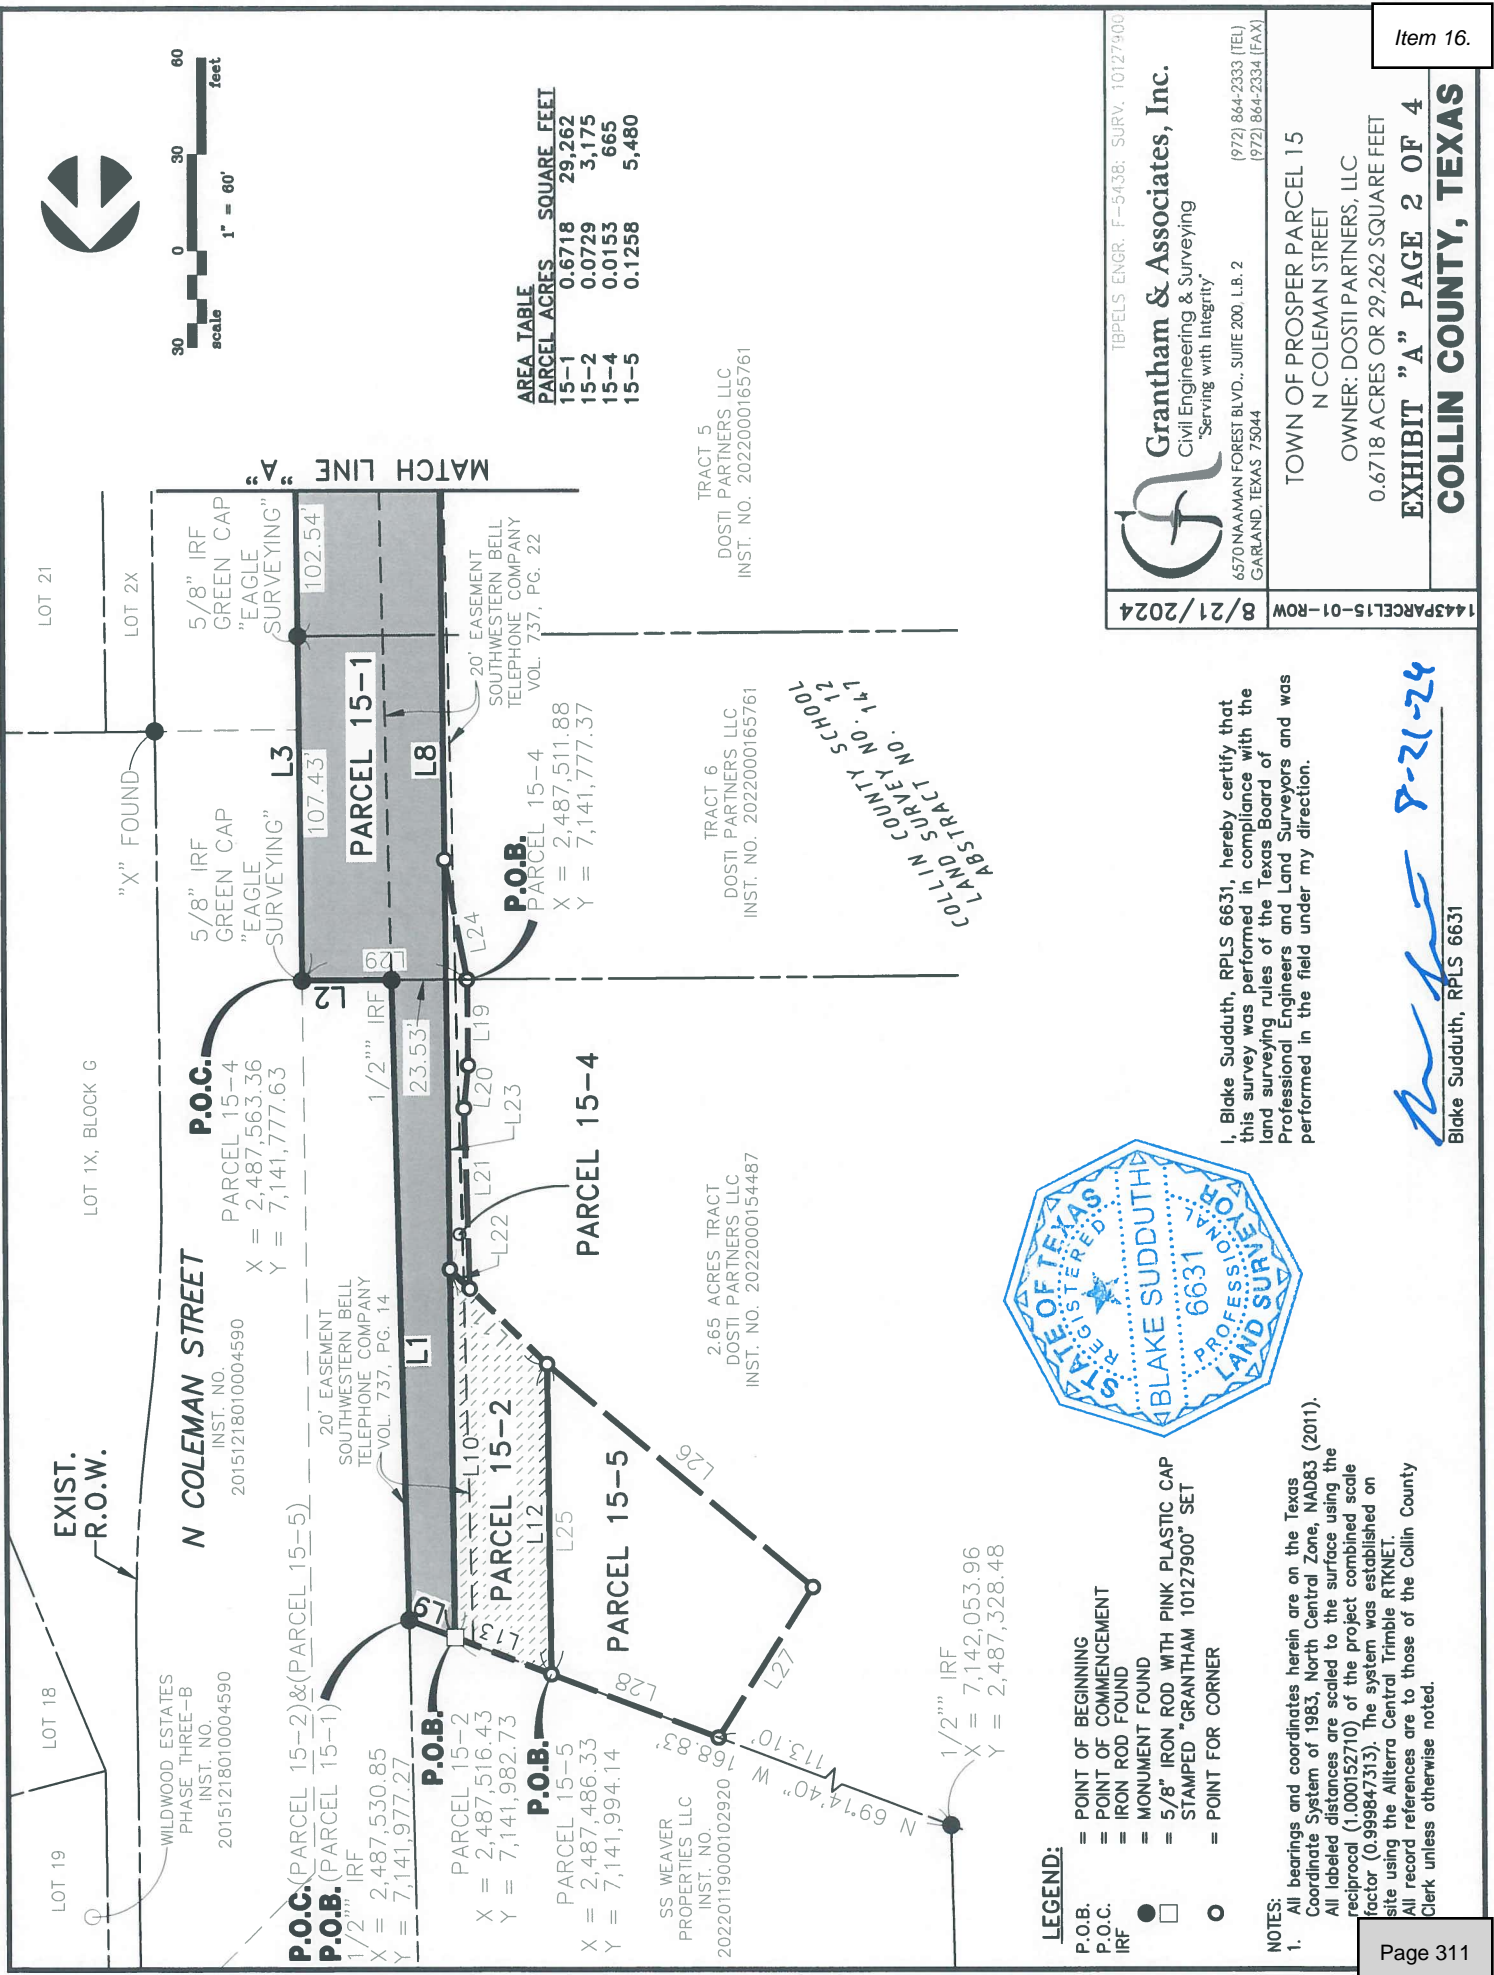 Item 16.
30
0
30
60
scale
1" = 60'
feet
AREA TABLE
PARCEL ACRES SQUARE FEET
15-1 0.6718 29,262
15-2 0.0729 3,175
15-4 0.0153 665
15-5 0.1258 5,480
LOT 19
LOT 18
LOT 1X, BLOCK G
LOT 21
LOT 2X
EXIST.
R.O.W.
WILDWOOD ESTATES
PHASE THREE-B
INST. NO.
20151218010004590
N COLEMAN STREET
INST. NO.
20151218010004590
"X" FOUND
P.O.C.
PARCEL 15-4
X = 2,487,563.36
Y = 7,141,777.63
5/8" IRF
GREEN CAP
"EAGLE
SURVEYING"
5/8" IRF
GREEN CAP
"EAGLE
SURVEYING"
MATCH LINE "A"
P.O.C. (PARCEL 15-2)&(PARCEL 15-5)
P.O.B. (PARCEL 15-1)
1/2"" IRF
X = 2,487,530.85
Y = 7,141,977.27
20' EASEMENT
SOUTHWESTERN BELL
TELEPHONE COMPANY
VOL. 737, PG. 14
L1
L2
L3
107.43'
102.54'
PARCEL 15-1
L8
L29
1/2"" IRF
23.53'
20' EASEMENT
SOUTHWESTERN BELL
TELEPHONE COMPANY
VOL. 737, PG. 22
P.O.B.
PARCEL 15-2
X = 2,487,516.43
Y = 7,141,982.73
L9
L10
L11
L12
L13
PARCEL 15-2
L19
L20
L21
L22
L23
L24
PARCEL 15-4
P.O.B.
PARCEL 15-4
X = 2,487,511.88
Y = 7,141,777.37
P.O.B.
PARCEL 15-5
X = 2,487,486.33
Y = 7,141,994.14
L25
L26
L27
L28
PARCEL 15-5
SS WEAVER
PROPERTIES LLC
INST. NO.
20220119000102920
N 69°14'40" W
168.83'
113.10'
1/2"" IRF
X = 7,142,053.96
Y = 2,487,328.48
2.65 ACRES TRACT
DOSTI PARTNERS LLC
INST. NO. 2022000154487
TRACT 6
DOSTI PARTNERS LLC
INST. NO. 2022000165761
TRACT 5
DOSTI PARTNERS LLC
INST. NO. 2022000165761
COLLIN COUNTY SCHOOL
LAND SURVEY NO. 12
ABSTRACT NO. 147
LEGEND:
P.O.B. = POINT OF BEGINNING
P.O.C. = POINT OF COMMENCEMENT
IRF = IRON ROD FOUND
= MONUMENT FOUND
= 5/8" IRON ROD WITH PINK PLASTIC CAP
STAMPED "GRANTHAM 10127900" SET
= POINT FOR CORNER
NOTES:
1. All bearings and coordinates herein are on the Texas
Coordinate System of 1983, North Central Zone, NAD83 (2011).
All labeled distances are scaled to the surface using the
reciprocal (1.000152710) of the project combined scale
factor (0.999847313). The system was established on
site using the Allterra Central Trimble RTKNET.
All record references are to those of the Collin County
Clerk unless otherwise noted.
STATE OF TEXAS
REGISTERED
BLAKE SUDDUTH
6631
PROFESSIONAL
LAND SURVEYOR
I, Blake Sudduth, RPLS 6631, hereby certify that
this survey was performed in compliance with the
land surveying rules of the Texas Board of
Professional Engineers and Land Surveyors and was
performed in the field under my direction.
8-21-24
Blake Sudduth, RPLS 6631
TBPELS ENGR. F-5438: SURV. 10127900
Grantham & Associates, Inc.
Civil Engineering & Surveying
"Serving with Integrity"
6570 NAAMAN FOREST BLVD., SUITE 200, L.B. 2
GARLAND, TEXAS 75044
(972) 864-2333 (TEL)
(972) 864-2334 (FAX)
8/21/2024
1443PARCEL15-01-ROW
TOWN OF PROSPER PARCEL 15
N COLEMAN STREET
OWNER: DOSTI PARTNERS, LLC
0.6718 ACRES OR 29,262 SQUARE FEET
EXHIBIT "A" PAGE 2 OF 4
COLLIN COUNTY, TEXAS
Page 311